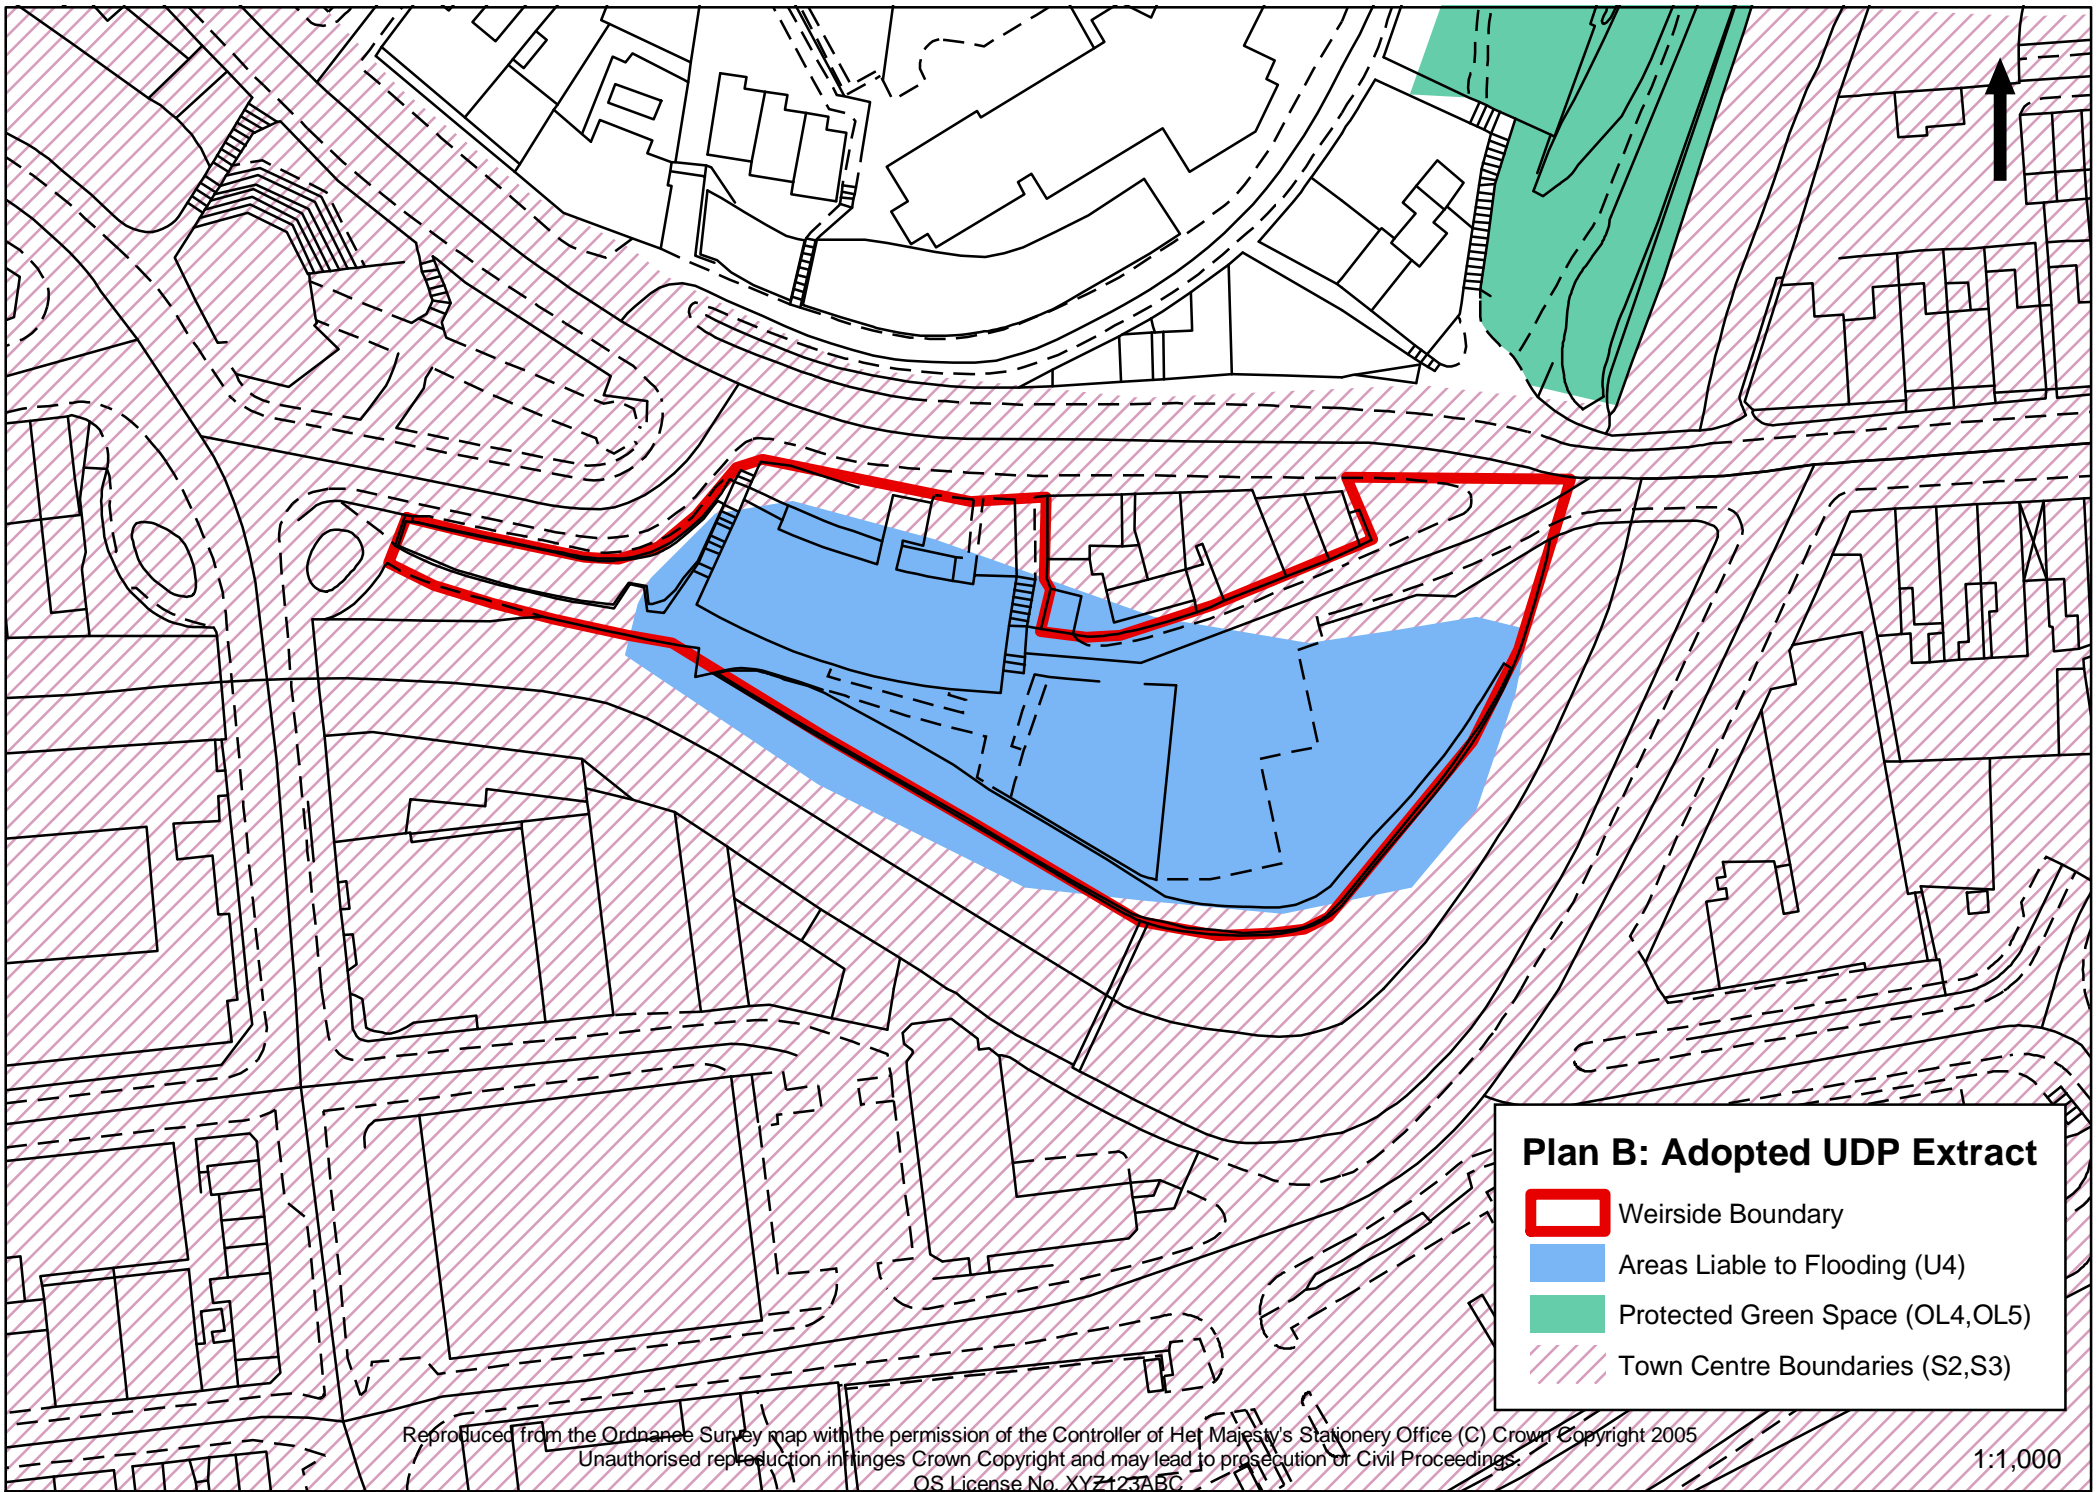 Plan B: Adopted UDP Extract
Weirside Boundary
Areas Liable to Flooding (U4)
Protected Green Space (OL4,OL5)
Town Centre Boundaries (S2,S3)
Reproduced from the Ordnance Survey map with the permission of the Controller of Her Majesty's Stationery Office (C) Crown Copyright 2005
Unauthorised reproduction infringes Crown Copyright and may lead to prosecution or Civil Proceedings.
OS License No. XYZ123ABC
1:1,000